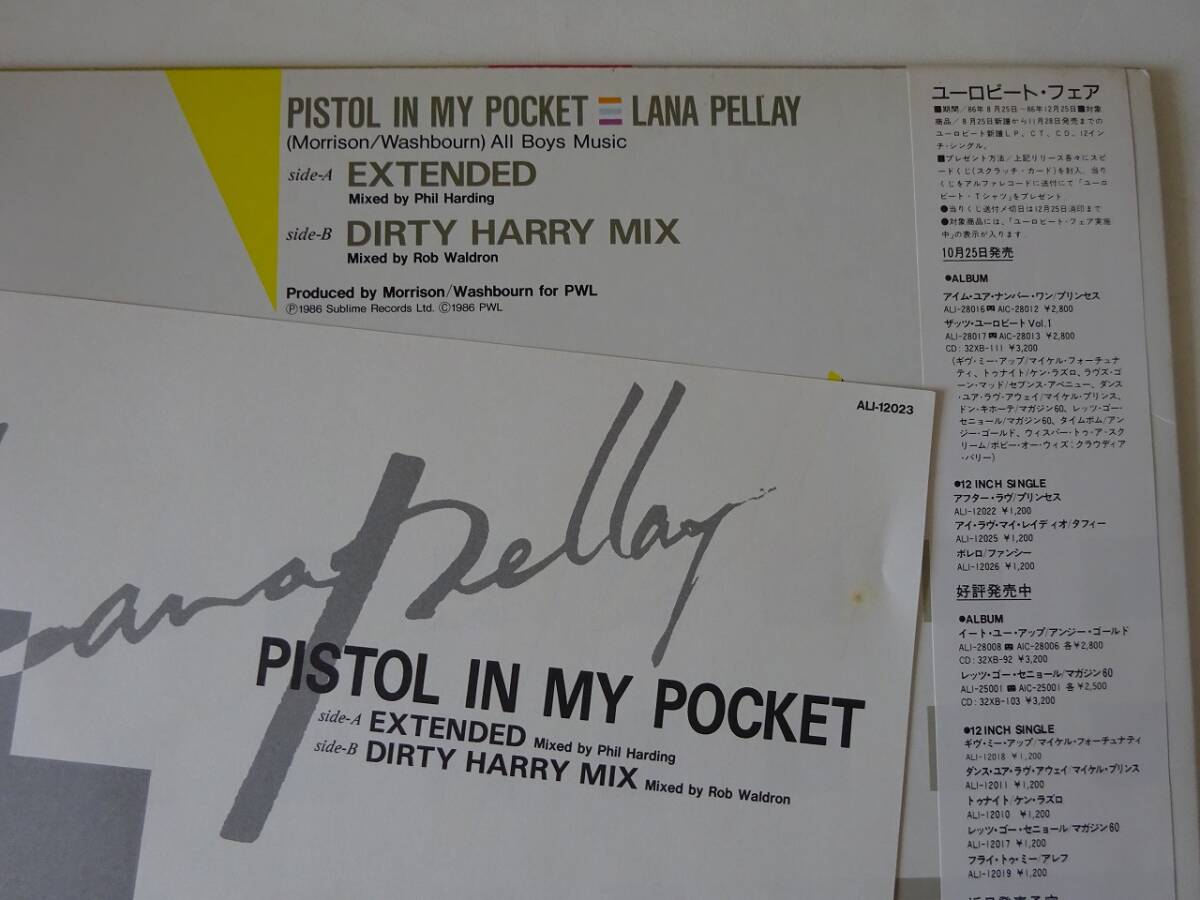 PISTOL IN MY POCKET LANA PELLAY
(Morrison/Washbourn) All Boys Music
side-A EXTENDED
Mixed by Phil Harding
side-B DIRTY HARRY MIX
Mixed by Rob Waldron
Produced by Morrison/Washbourn for PWL
Ⓟ1986 Sublime Records Ltd. ©1986 PWL
ALI-12023
Lana Pellay
PISTOL IN MY POCKET
side-A EXTENDED Mixed by Phil Harding
side-B DIRTY HARRY MIX Mixed by Rob Waldron
ユーロビート・フェア
■期間/86年8月25日〜86年12月25日■対象
商品/8月25日新譜から11月28日発売までの
ユーロビート新譜LP、CT、CD、12イン
チ・シングル。
■プレゼント方法/上記リリース各々にスピ
ードくじ(スクラッチ・カード)を封入、当り
くじをアルファレコードに送付にて「ユーロ
ビート・Tシャツ」をプレゼント
●当りくじ送付〆切日は12月25日消印まで
●対象商品には、「ユーロビート・フェア実施
中」の表示が入ります
10月25日発売
●ALBUM
アイム・ユア・ナンバー・ワン/プリンセス
ALI-28016 AIC-28012 ¥2,800
ザッツ・ユーロビート Vol.1
ALI-28017 AIC-28013 ¥2,800
CD: 32XB-111 ¥3,200
(ギヴ・ミー・アップ/マイケル・フォーチュナ
ティ、トゥナイト/ケン・ラズロ、ラヴズ・ゴ
ーン・マッド/セブンス・アベニュー、ダンス
・ユア・ラヴ・アウェイ/マイケル・プリンス、
ドン・キホーテ/マガジン60、レッツ・ゴー・
セニョール/マガジン60、タイムボム/アン
ジー・ゴールド、ウィスパー・トゥ・ア・スク
リーム/ボビー・オー・ウィズ:クラウディア
・バリー)
●12 INCH SINGLE
アフター・ラヴ/プリンセス
ALI-12022 ¥1,200
アイ・ラヴ・マイ・レイディオ/タフィー
ALI-12025 ¥1,200
ボレロ/ファンシー
ALI-12026 ¥1,200
好評発売中
●ALBUM
イート・ユー・アップ/アンジー・ゴールド
ALI-28008 AIC-28006 各¥2,800
CD: 32XB-92 ¥3,200
レッツ・ゴー・セニョール/マガジン60
ALI-25001 AIC-25001 各¥2,500
CD: 32XB-103 ¥3,200
●12 INCH SINGLE
ギヴ・ミー・アップ/マイケル・フォーチュナティ
ALI-12018 ¥1,200
ダンス・ユア・ラヴ・アウェイ/マイケル・プリンス
ALI-12011 ¥1,200
トゥナイト/ケン・ラズロ
ALI-12010 ¥1,200
レッツ・ゴー・セニョール/マガジン60
ALI-12017 ¥1,200
フライ・トゥ・ミー/アレフ
ALI-12019 ¥1,200